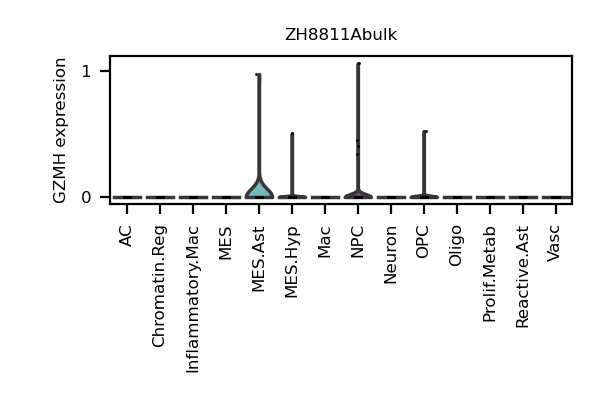 ZH8811Abulk
GZMH expression
1
0
AC
Chromatin.Reg
Inflammatory.Mac
MES
MES.Ast
MES.Hyp
Mac
NPC
Neuron
OPC
Oligo
Prolif.Metab
Reactive.Ast
Vasc